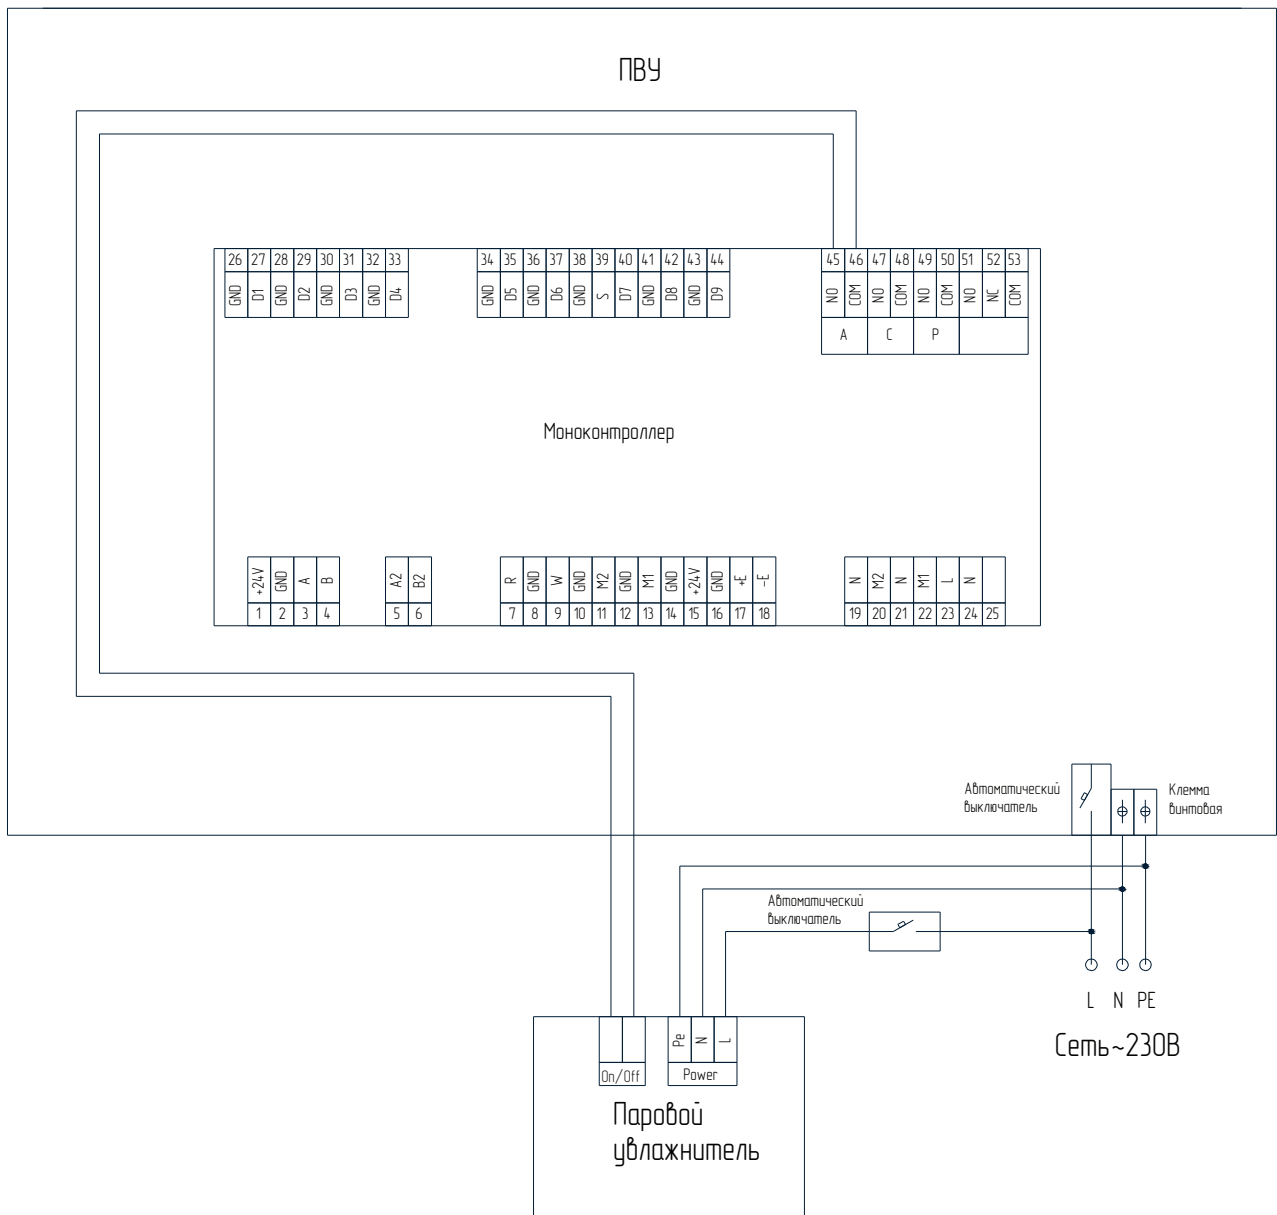 ПВУ
26 27 28 29 30 31 32 33 34 35 36 37 38 39 40 41 42 43 44 45 46 47 48 49 50 51 52 53
GND D1 GND D2 GND D3 GND D4 GND D5 GND D6 GND S D7 GND D8 GND D9 NO COM NO COM NO COM NO NC COM
A C P
Моноконтроллер
+24V GND A B A2 B2 R GND W GND M2 GND M1 GND +24V GND +E -E N M2 N M1 L N
1 2 3 4 5 6 7 8 9 10 11 12 13 14 15 16 17 18 19 20 21 22 23 24 25
Автоматический
выключатель
Клемма
винтовая
Автоматический
выключатель
L N PE
Сеть~230В
Pe N L
On/Off Power
Паровой
увлажнитель